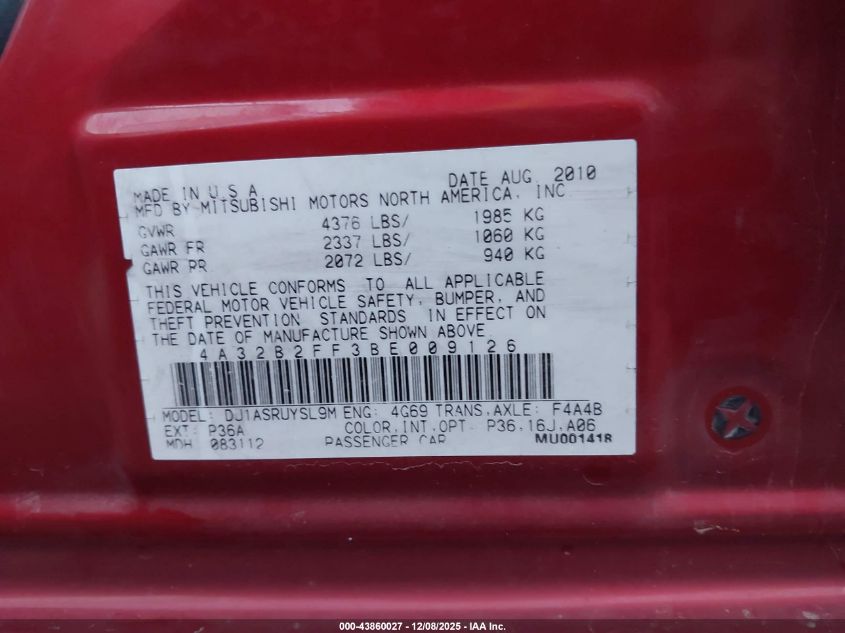 MADE IN U.S.A. DATE AUG. 2010
MFD BY MITSUBISHI MOTORS NORTH AMERICA, INC
GVWR 4376 LBS/ 1985 KG
GAWR FR 2337 LBS/ 1060 KG
GAWR PR 2072 LBS/ 940 KG
THIS VEHICLE CONFORMS TO ALL APPLICABLE
FEDERAL MOTOR VEHICLE SAFETY, BUMPER, AND
THEFT PREVENTION STANDARDS IN EFFECT ON
THE DATE OF MANUFACTURE SHOWN ABOVE
4A32B2FF3BE009126
MODEL: DJ1ASRUYSL9M ENG: 4G69 TRANS,AXLE: F4A4B
EXT: P36A COLOR,INT,OPT P36,16J,A06
MDH 083112 PASSENGER CAR MU001418
000-43860027 - 12/08/2025 - IAA Inc.